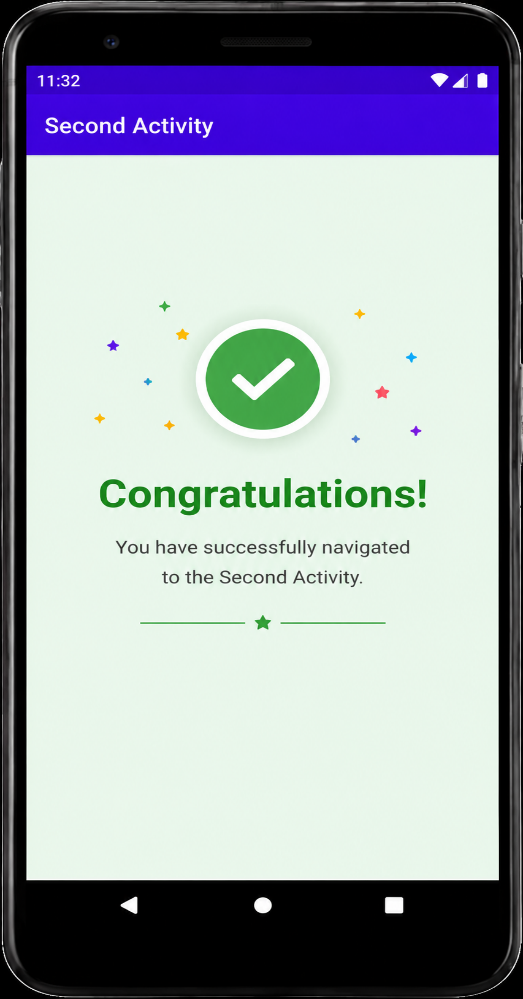 11:32
Second Activity
Congratulations!
You have successfully navigated
to the Second Activity.